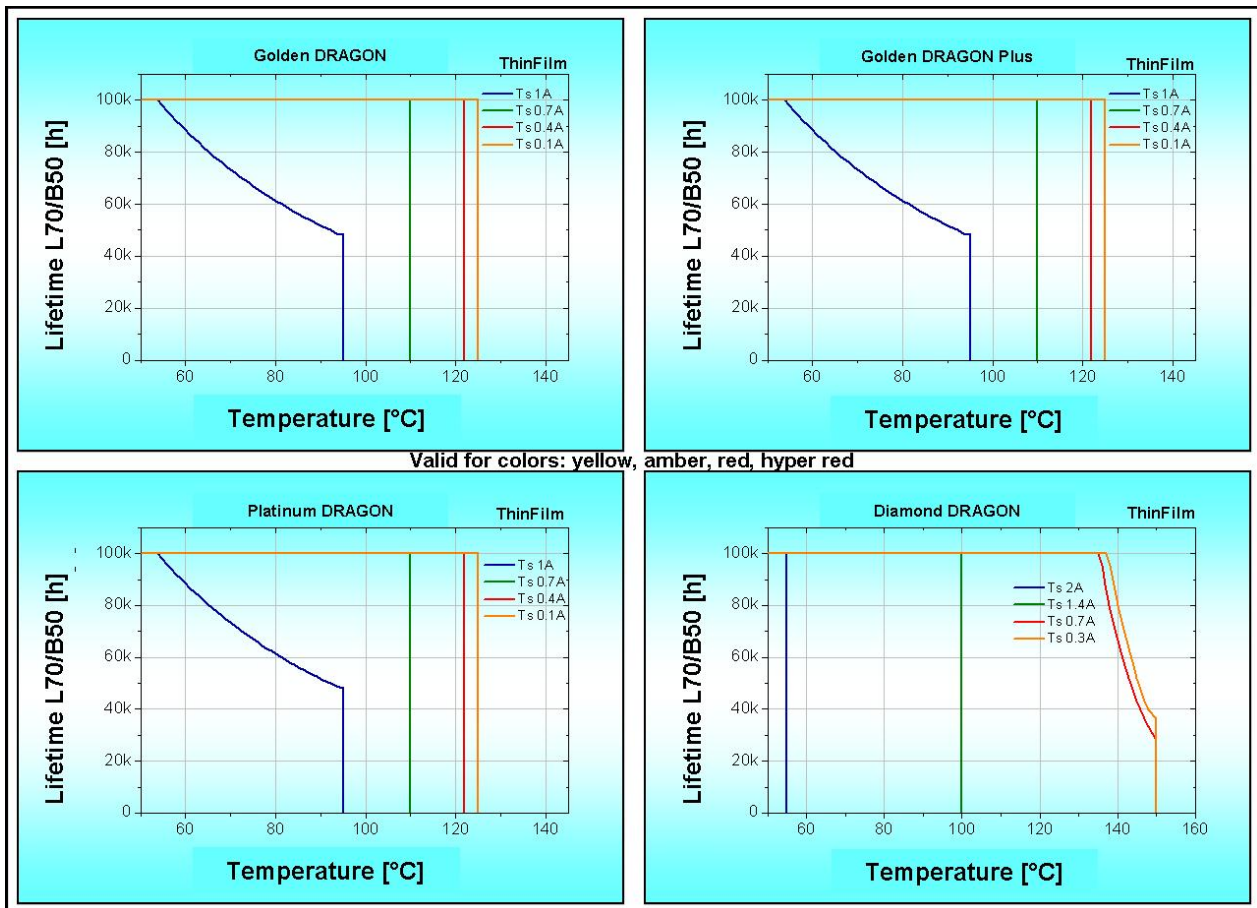 Golden DRAGON
ThinFilm
Lifetime L70/B50 [h]
100k
80k
60k
40k
20k
0
Ts 1A
Ts 0.7A
Ts 0.4A
Ts 0.1A
60 80 100 120 140
Temperature [°C]
Golden DRAGON Plus
ThinFilm
Lifetime L70/B50 [h]
100k
80k
60k
40k
20k
0
Ts 1A
Ts 0.7A
Ts 0.4A
Ts 0.1A
60 80 100 120 140
Temperature [°C]
Valid for colors: yellow, amber, red, hyper red
Platinum DRAGON
ThinFilm
Lifetime L70/B50 [h]
100k
80k
60k
40k
20k
0
Ts 1A
Ts 0.7A
Ts 0.4A
Ts 0.1A
60 80 100 120 140
Temperature [°C]
Diamond DRAGON
ThinFilm
Lifetime L70/B50 [h]
100k
80k
60k
40k
20k
0
Ts 2A
Ts 1.4A
Ts 0.7A
Ts 0.3A
60 80 100 120 140 160
Temperature [°C]